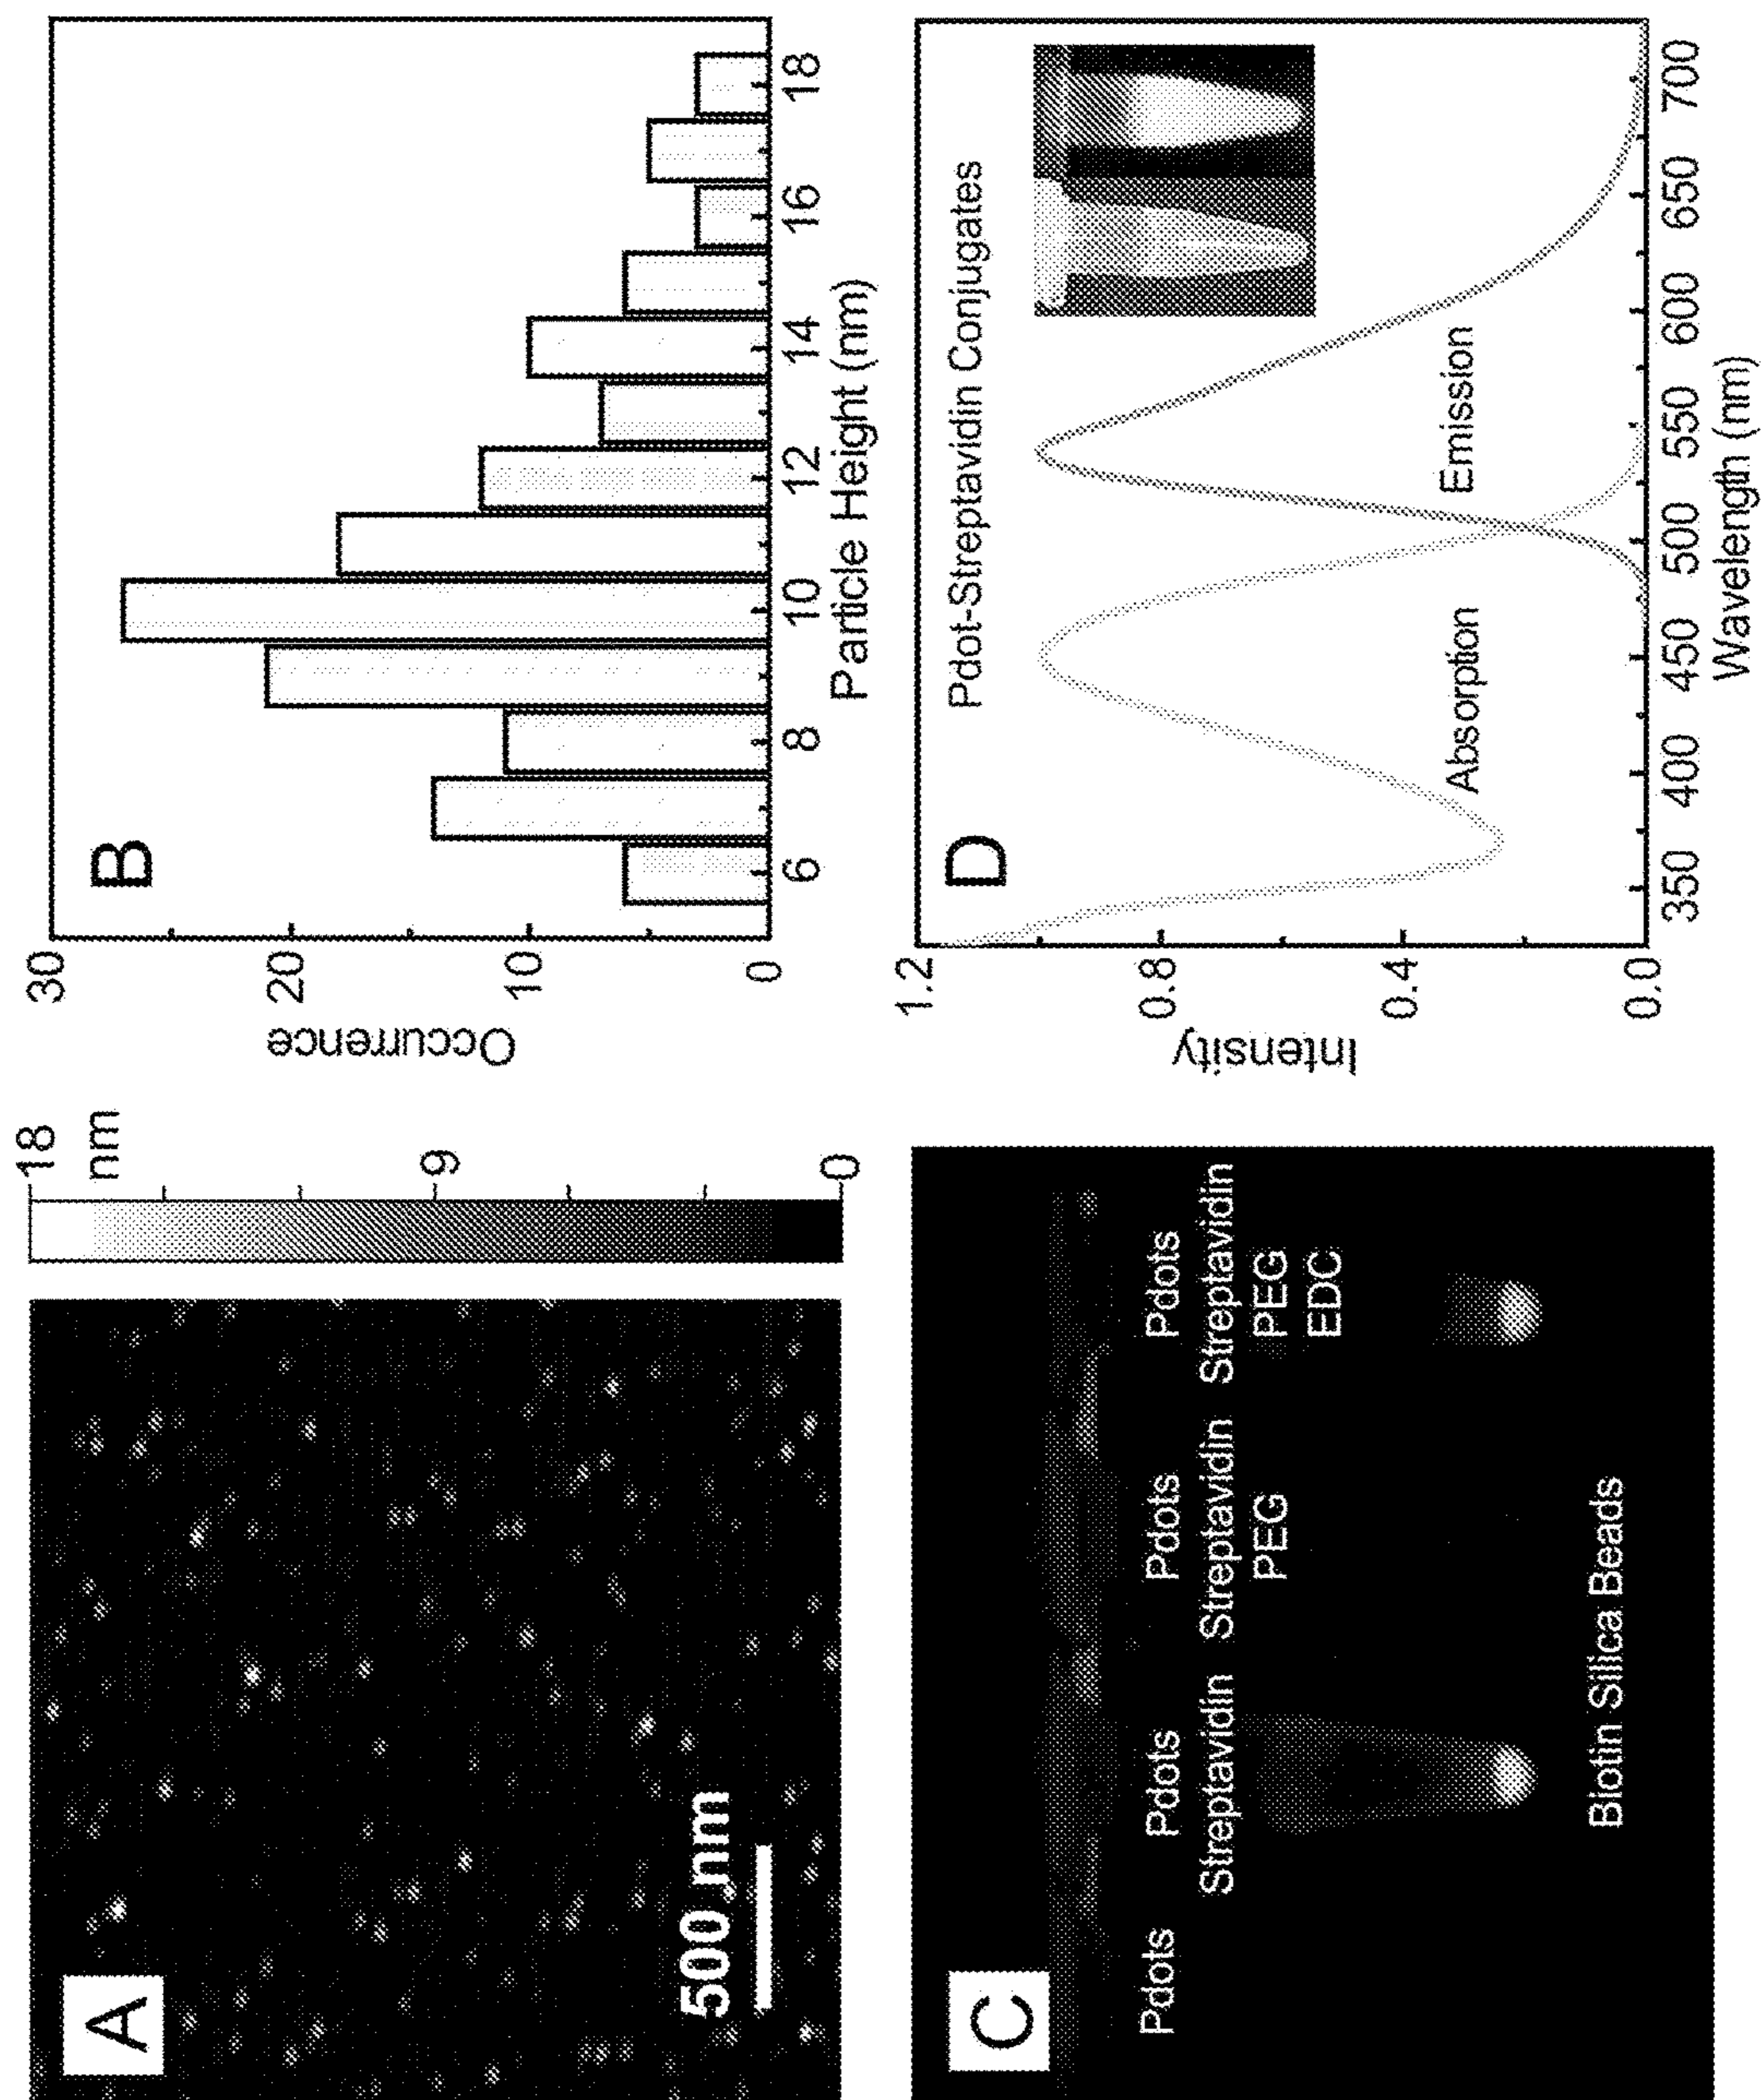 A
500 nm
18
nm
9
0
B
Occurrence
30
20
10
0
6 8 10 12 14 16 18
Particle Height (nm)
C
Pdots
Pdots
Streptavidin
Pdots
Streptavidin
PEG
Pdots
Streptavidin
PEG
EDC
Biotin Silica Beads
D
Pdot-Streptavidin Conjugates
Intensity
1.2
0.8
0.4
0.0
Absorption
Emission
350 400 450 500 550 600 650 700
Wavelength (nm)